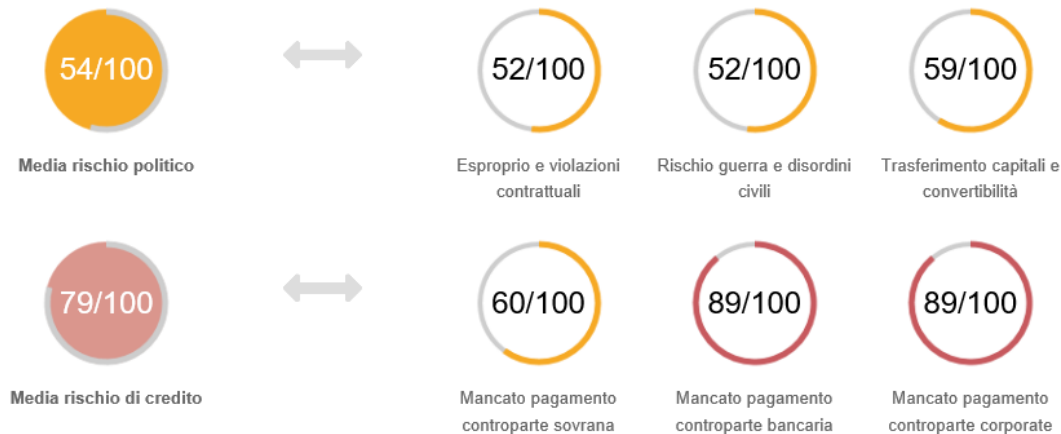 54/100
52/100
52/100
59/100
Media rischio politico
Esproprio e violazioni
contrattuali
Rischio guerra e disordini
civili
Trasferimento capitali e
convertibilità
79/100
60/100
89/100
89/100
Media rischio di credito
Mancato pagamento
controparte sovrana
Mancato pagamento
controparte bancaria
Mancato pagamento
controparte corporate